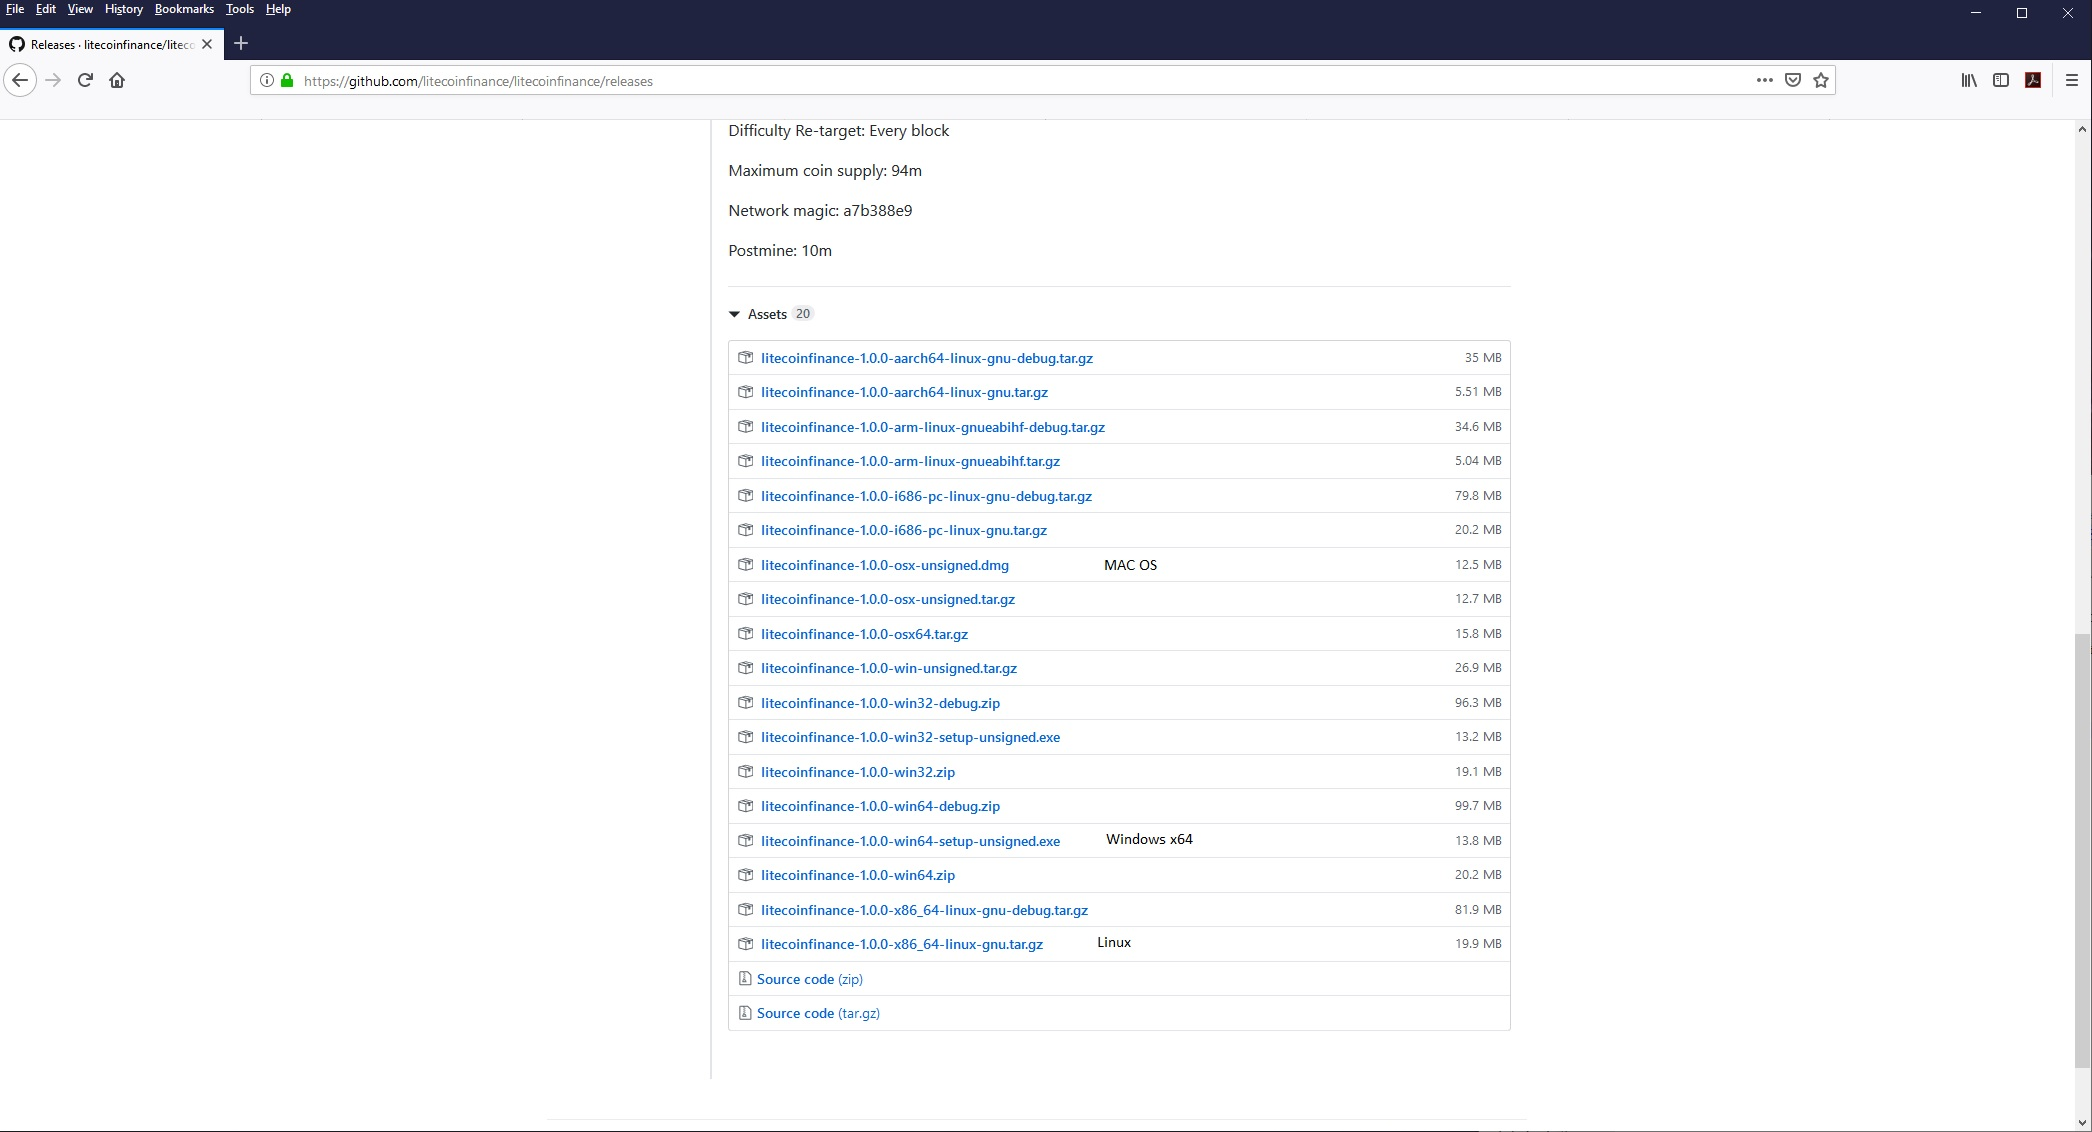 File Edit View History Bookmarks Tools Help
Releases · litecoinfinance/liteco
https://github.com/litecoinfinance/litecoinfinance/releases
Difficulty Re-target: Every block
Maximum coin supply: 94m
Network magic: a7b388e9
Postmine: 10m
Assets 20
litecoinfinance-1.0.0-aarch64-linux-gnu-debug.tar.gz 35 MB
litecoinfinance-1.0.0-aarch64-linux-gnu.tar.gz 5.51 MB
litecoinfinance-1.0.0-arm-linux-gnueabihf-debug.tar.gz 34.6 MB
litecoinfinance-1.0.0-arm-linux-gnueabihf.tar.gz 5.04 MB
litecoinfinance-1.0.0-i686-pc-linux-gnu-debug.tar.gz 79.8 MB
litecoinfinance-1.0.0-i686-pc-linux-gnu.tar.gz 20.2 MB
litecoinfinance-1.0.0-osx-unsigned.dmg MAC OS 12.5 MB
litecoinfinance-1.0.0-osx-unsigned.tar.gz 12.7 MB
litecoinfinance-1.0.0-osx64.tar.gz 15.8 MB
litecoinfinance-1.0.0-win-unsigned.tar.gz 26.9 MB
litecoinfinance-1.0.0-win32-debug.zip 96.3 MB
litecoinfinance-1.0.0-win32-setup-unsigned.exe 13.2 MB
litecoinfinance-1.0.0-win32.zip 19.1 MB
litecoinfinance-1.0.0-win64-debug.zip 99.7 MB
litecoinfinance-1.0.0-win64-setup-unsigned.exe Windows x64 13.8 MB
litecoinfinance-1.0.0-win64.zip 20.2 MB
litecoinfinance-1.0.0-x86_64-linux-gnu-debug.tar.gz 81.9 MB
litecoinfinance-1.0.0-x86_64-linux-gnu.tar.gz Linux 19.9 MB
Source code (zip)
Source code (tar.gz)